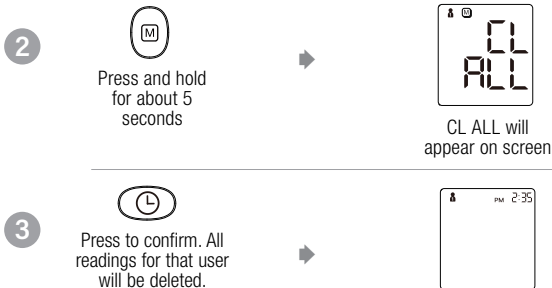 2
M
Press and hold
for about 5
seconds
M
CL
ALL
CL ALL will
appear on screen
3
Press to confirm. All
readings for that user
will be deleted.
PM 2:35